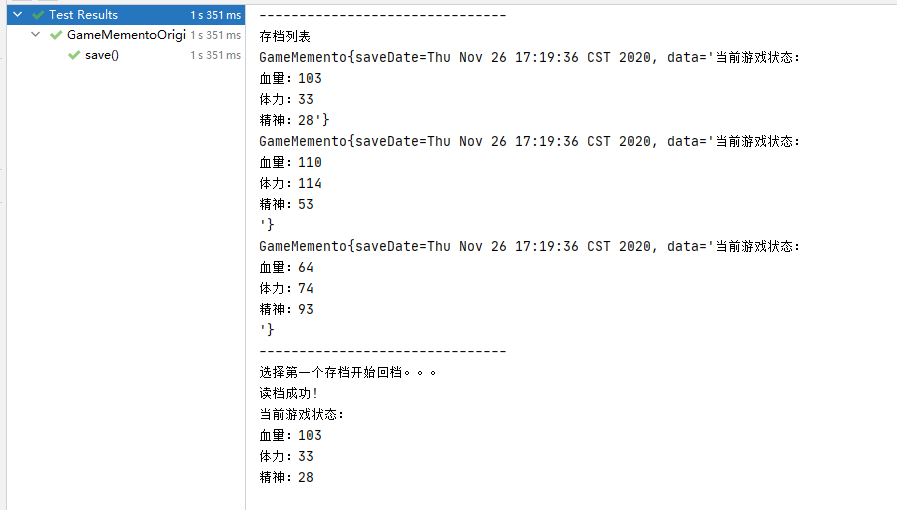 Test Results 1 s 351 ms
GameMementoOrigi 1 s 351 ms
save() 1 s 351 ms
-------------------------------
存档列表
GameMemento{saveDate=Thu Nov 26 17:19:36 CST 2020, data='当前游戏状态:
血量：103
体力：33
精神：28'}
GameMemento{saveDate=Thu Nov 26 17:19:36 CST 2020, data='当前游戏状态:
血量：110
体力：114
精神：53
'}
GameMemento{saveDate=Thu Nov 26 17:19:36 CST 2020, data='当前游戏状态:
血量：64
体力：74
精神：93
'}
-------------------------------
选择第一个存档开始回档。。。
读档成功!
当前游戏状态:
血量：103
体力：33
精神：28